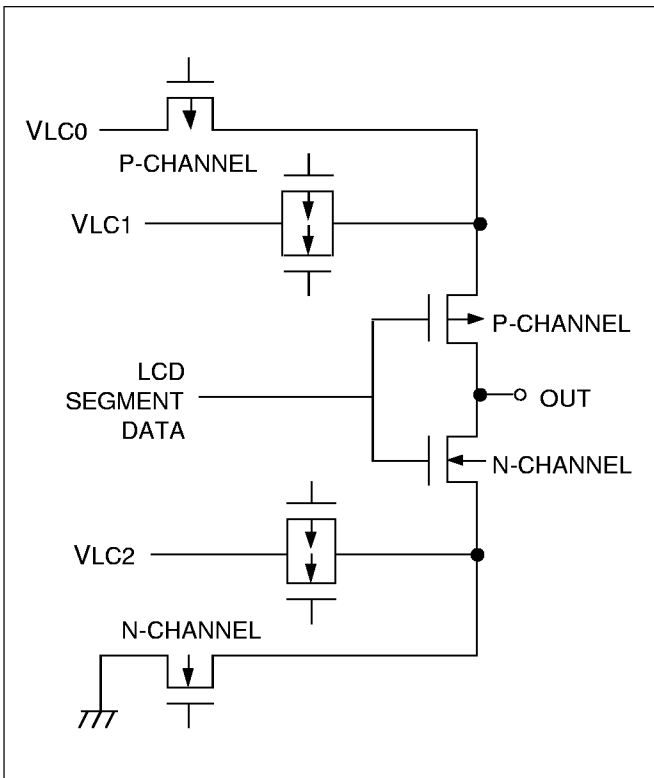 VLC0
P-CHANNEL
VLC1
P-CHANNEL
LCD
SEGMENT
DATA
OUT
N-CHANNEL
VLC2
N-CHANNEL